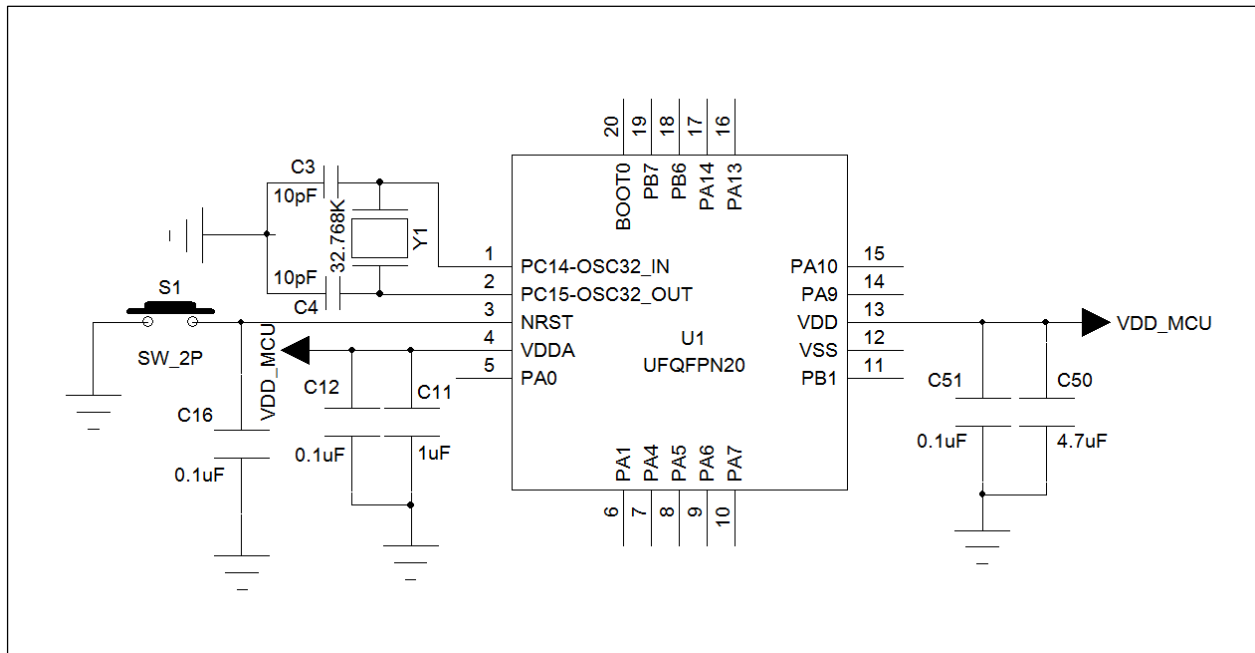 20
19
18
17
16
BOOT0
PB7
PB6
PA14
PA13
C3
10pF
32.768K
Y1
10pF
C4
1
PC14-OSC32_IN
2
PC15-OSC32_OUT
3
NRST
4
VDDA
5
PA0
S1
SW_2P
VDD_MCU
C16
0.1uF
C12
0.1uF
C11
1uF
U1
UFQFPN20
PA10
15
PA9
14
VDD
13
VSS
12
PB1
11
VDD_MCU
C51
0.1uF
C50
4.7uF
PA1
PA4
PA5
PA6
PA7
6
7
8
9
10